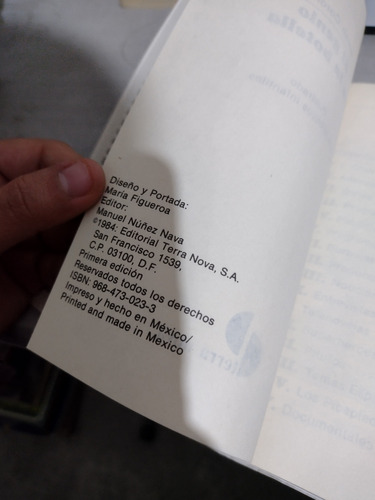 Diseño y Portada:
María Figueroa
Editor:
Manuel Núñez Nava
©1984; Editorial Terra Nova, S.A.
San Francisco 1539,
C.P. 03100, D.F.
Primera edición
Reservados todos los derechos
ISBN: 968-473-023-3
Impreso y hecho en México/
Printed and made in Mexico